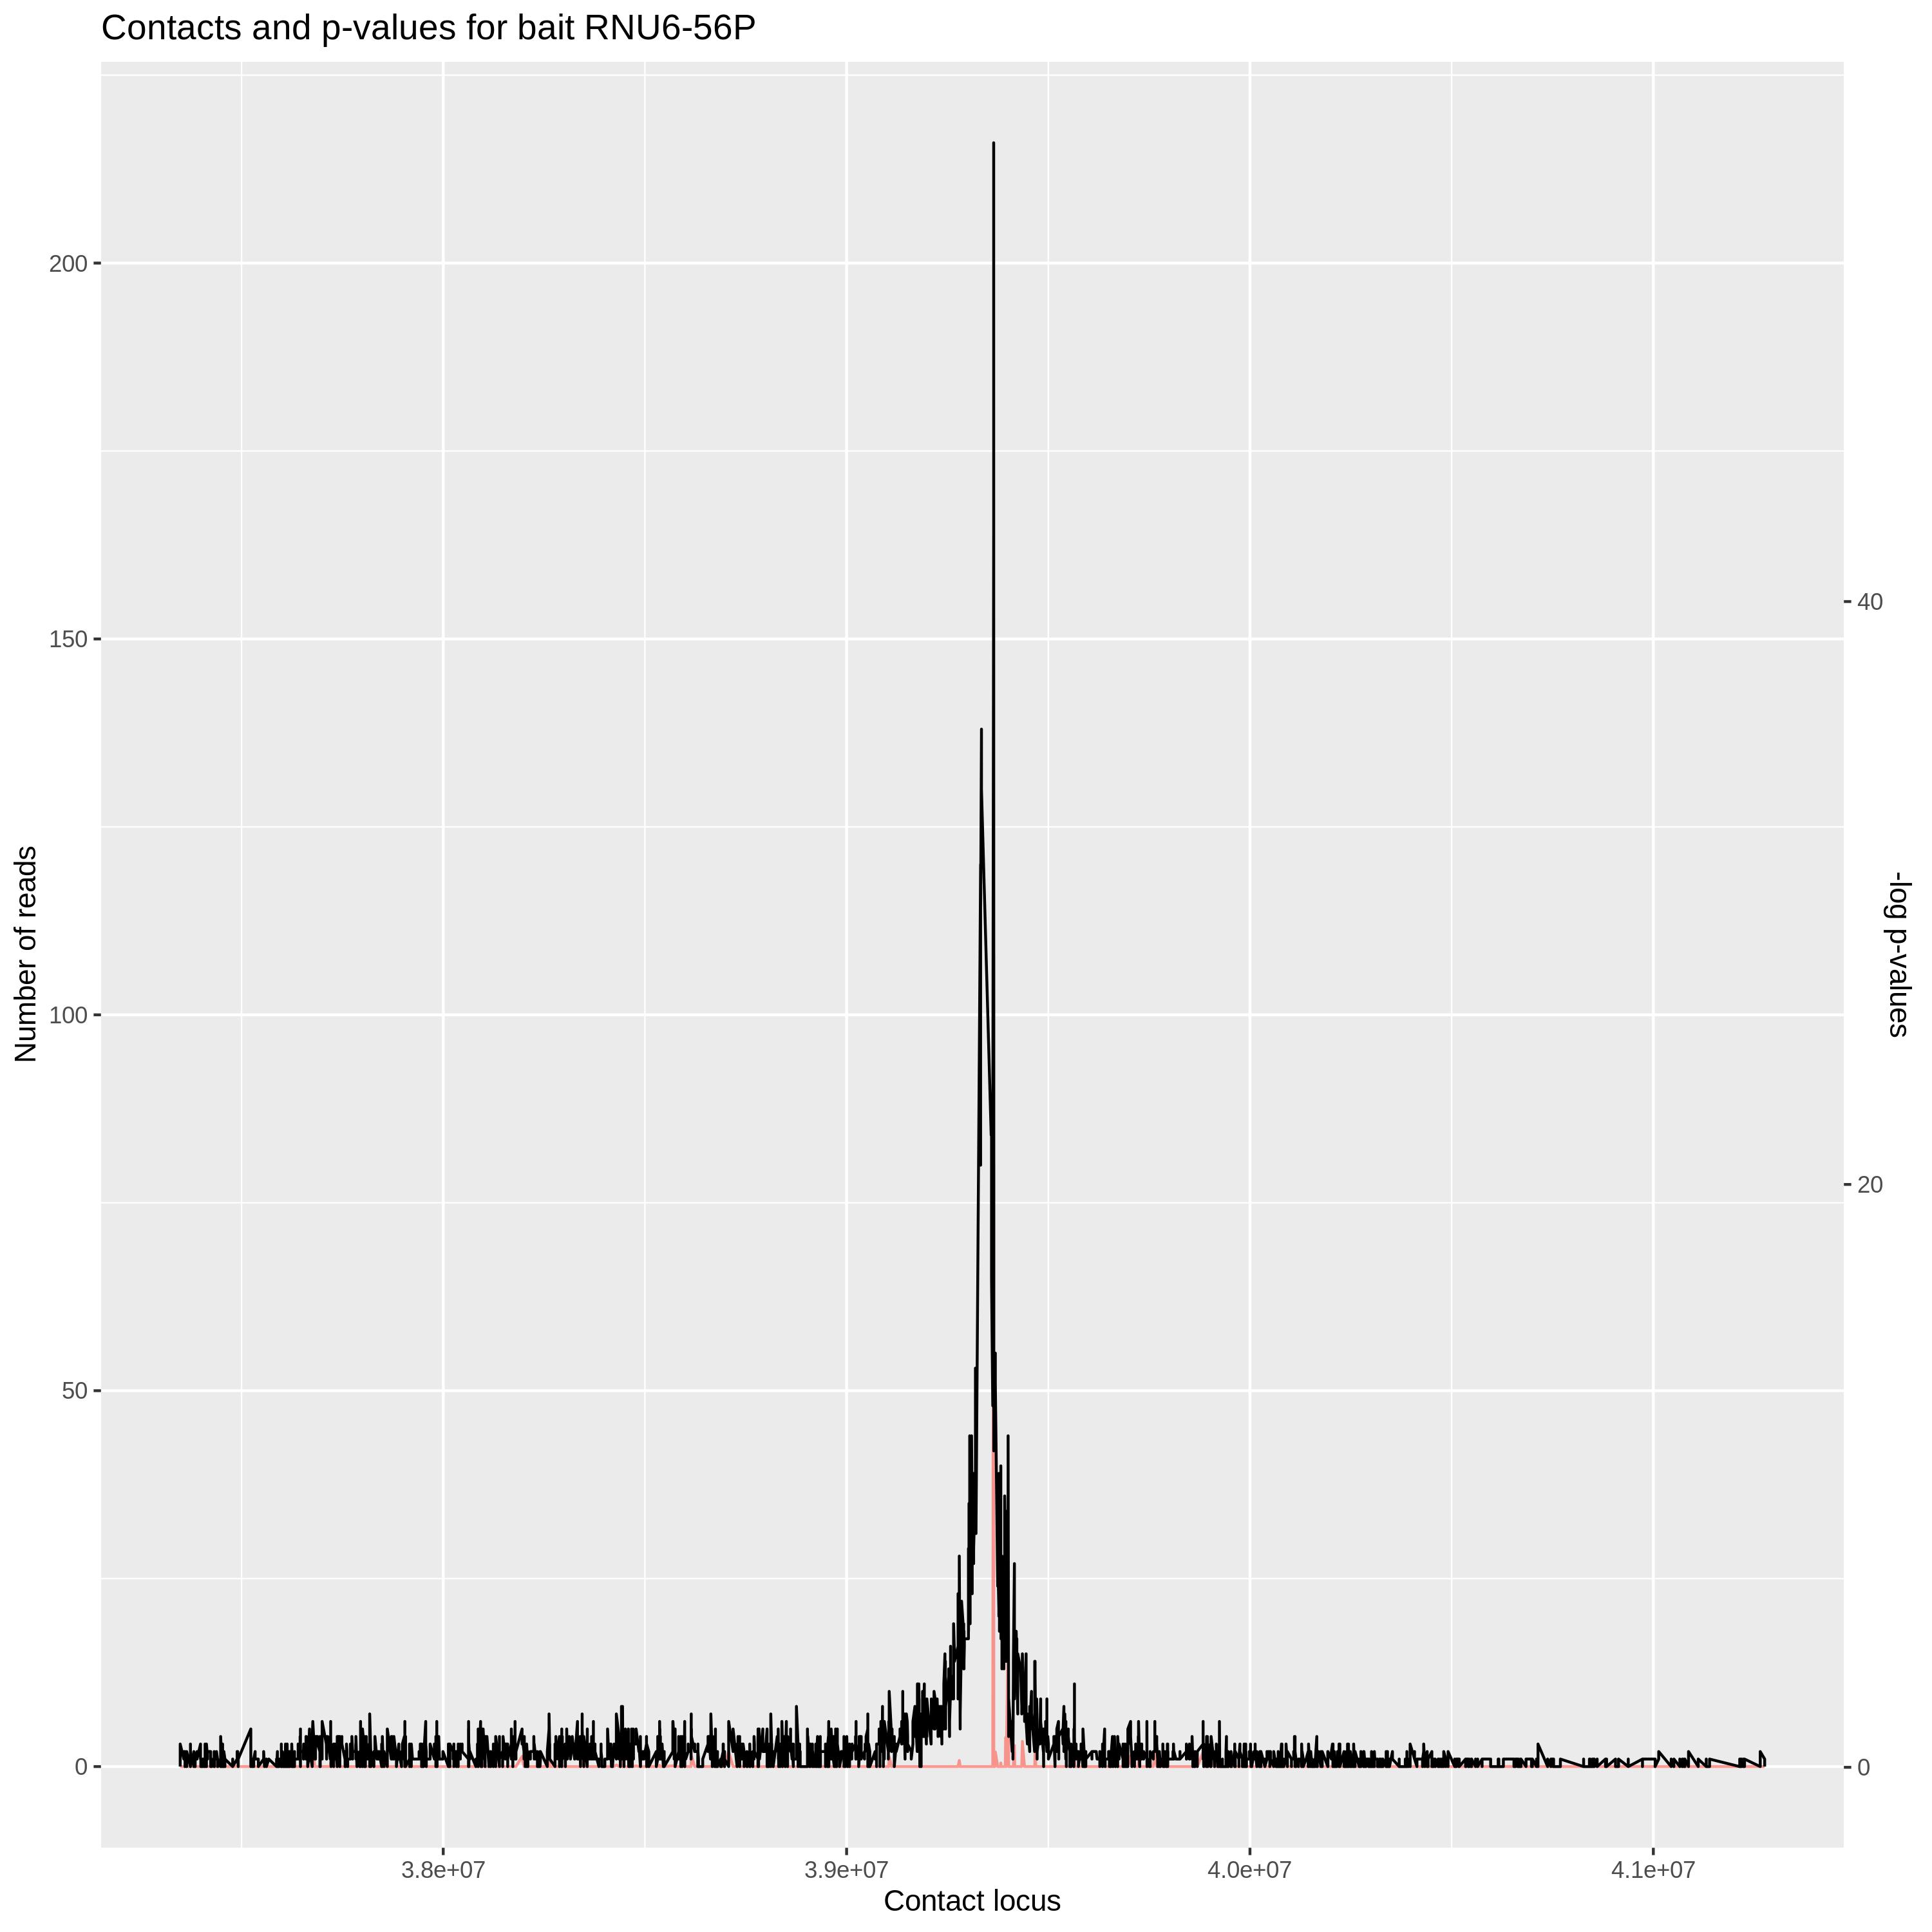 Contacts and p-values for bait RNU6-56P
200
150
100
50
0
Number of reads
40
20
0
-log p-values
3.8e+07
3.9e+07
4.0e+07
4.1e+07
Contact locus